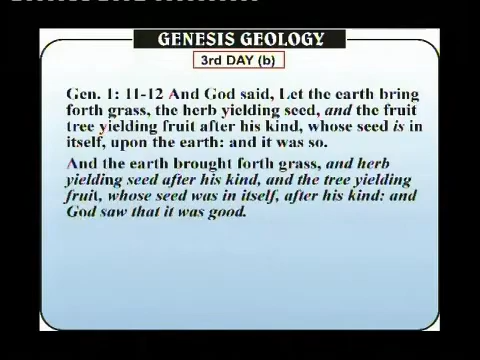 GENESIS GEOLOGY
3rd DAY (b)
Gen. 1: 11-12 And God said, Let the earth bring
forth grass, the herb yielding seed, and the fruit
tree yielding fruit after his kind, whose seed is in
itself, upon the earth: and it was so.
And the earth brought forth grass, and herb
yielding seed after his kind, and the tree yielding
fruit, whose seed was in itself, after his kind: and
God saw that it was good.